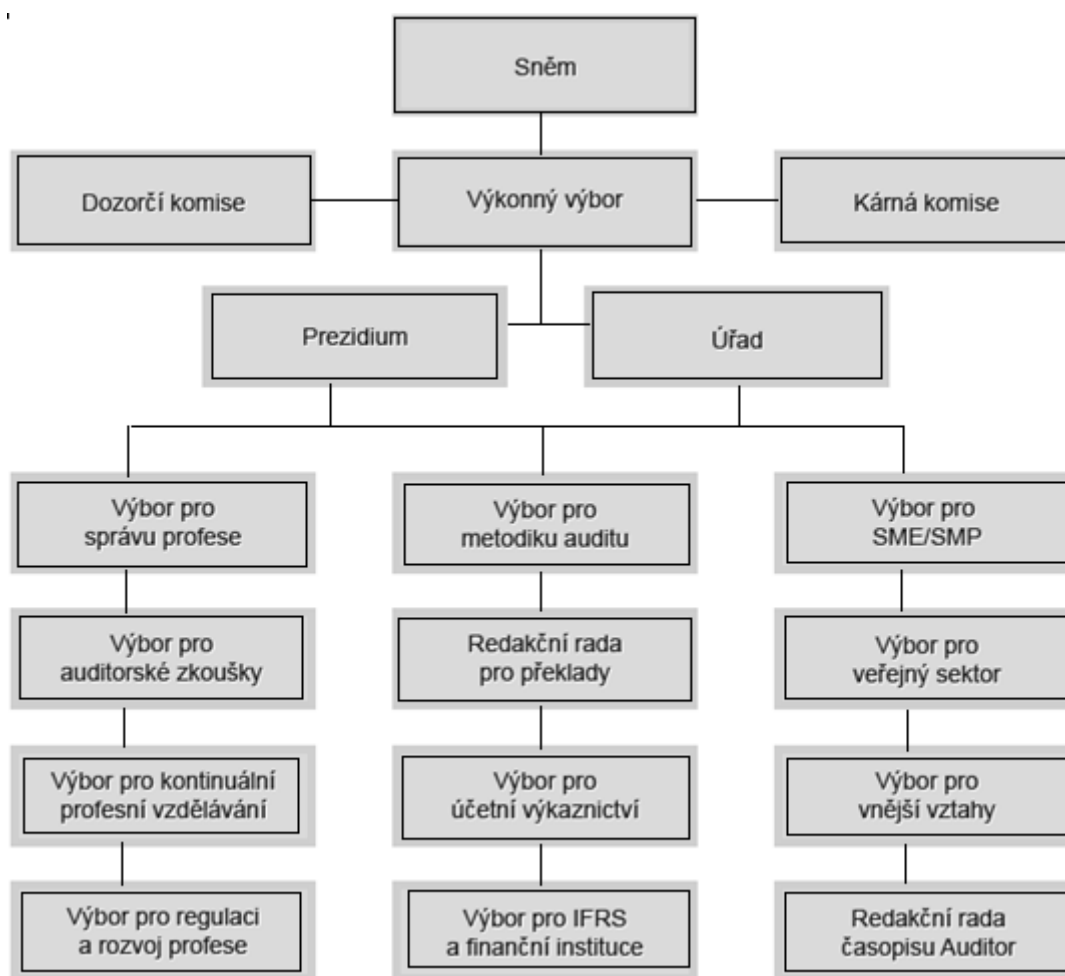 Sněm
Dozorčí komise
Výkonný výbor
Kárná komise
Prezidium
Úřad
Výbor pro
správu profese
Výbor pro
metodiku auditu
Výbor pro
SME/SMP
Výbor pro
auditorské zkoušky
Redakční rada
pro překlady
Výbor pro
veřejný sektor
Výbor pro kontinuální
profesní vzdělávání
Výbor pro
účetní výkaznictví
Výbor pro
vnější vztahy
Výbor pro regulaci
a rozvoj profese
Výbor pro IFRS
a finanční instituce
Redakční rada
časopisu Auditor